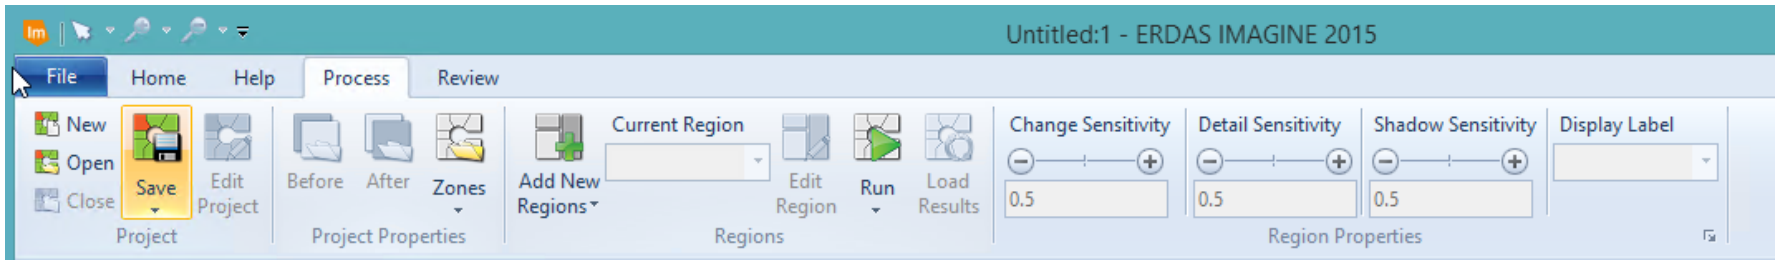 Im
Untitled:1 - ERDAS IMAGINE 2015
File Home Help Process Review
New
Open
Close
Save
Edit
Project
Project
Before After Zones
Project Properties
Add New
Regions
Current Region
Edit
Region
Run
Load
Results
Regions
Change Sensitivity
0.5
Detail Sensitivity
0.5
Shadow Sensitivity
0.5
Display Label
Region Properties